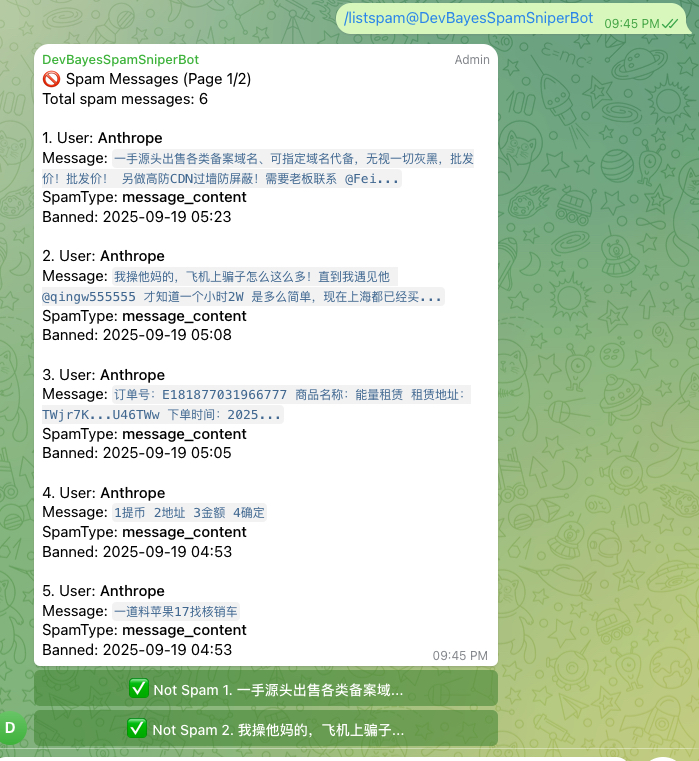 /listspam@DevBayesSpamSniperBot 09:45 PM
DevBayesSpamSniperBot Admin
🚫 Spam Messages (Page 1/2)
Total spam messages: 6
1. User: Anthrope
Message: 一手源头出售各类备案域名、可指定域名代备，无视一切灰黑，批发
价！批发价！ 另做高防CDN过墙防屏蔽！需要老板联系 @Fei...
SpamType: message_content
Banned: 2025-09-19 05:23
2. User: Anthrope
Message: 我操他妈的，飞机上骗子怎么这么多！直到我遇见他
@qingw555555 才知道一个小时2W 是多么简单，现在上海都已经买...
SpamType: message_content
Banned: 2025-09-19 05:08
3. User: Anthrope
Message: 订单号：E181877031966777 商品名称：能量租赁 租赁地址：
TWjr7K...U46TWw 下单时间：2025...
SpamType: message_content
Banned: 2025-09-19 05:05
4. User: Anthrope
Message: 1提币 2地址 3金额 4确定
SpamType: message_content
Banned: 2025-09-19 04:53
5. User: Anthrope
Message: 一道料苹果17找核销车
SpamType: message_content
Banned: 2025-09-19 04:53
09:45 PM
✅ Not Spam 1. 一手源头出售各类备案域...
D
✅ Not Spam 2. 我操他妈的，飞机上骗子...